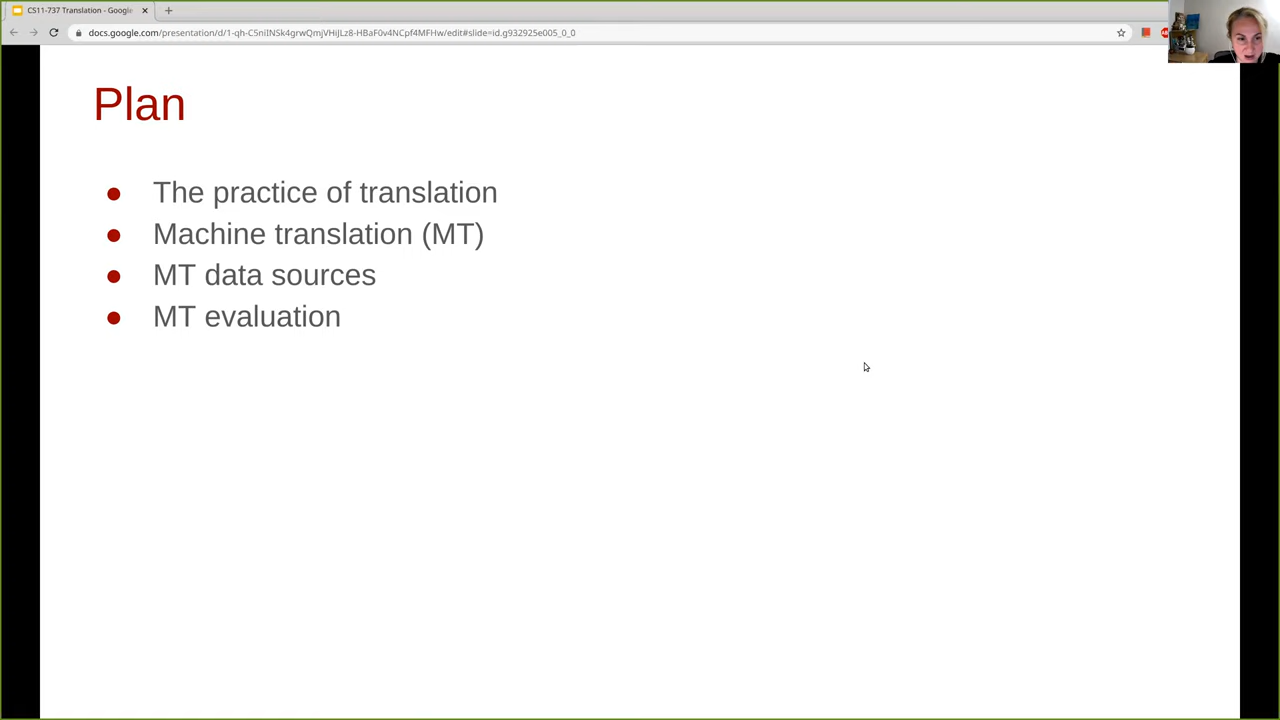 CS11-737 Translation - Google
docs.google.com/presentation/d/1-qh-C5niINSk4grwQmjVHiJLz8-HBaF0v4NCpf4MFHw/edit#slide=id.g932925e005_0_0
Plan
● The practice of translation
● Machine translation (MT)
● MT data sources
● MT evaluation